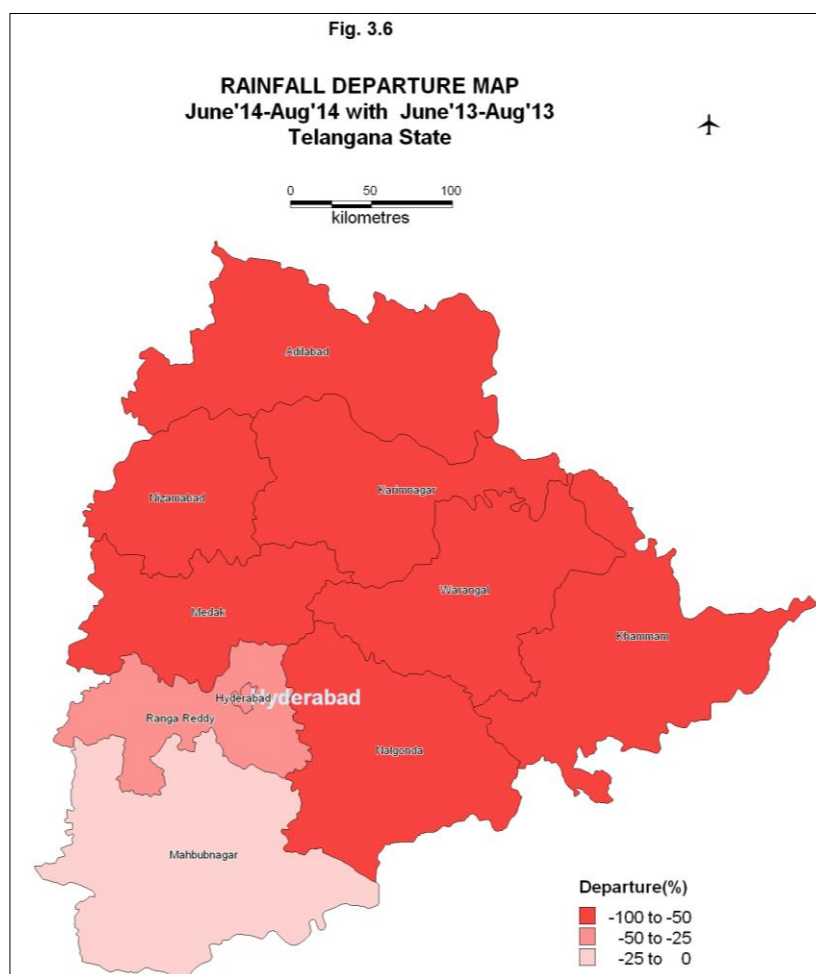 Fig. 3.6
RAINFALL DEPARTURE MAP
June'14-Aug'14 with June'13-Aug'13
Telangana State
0 50 100
kilometres
Adilabad
Nizamabad
Karimnagar
Medak
Warangal
Khammam
Hyderabad
Hyderabad
Ranga Reddy
Nalgonda
Mahbubnagar
Departure(%)
-100 to -50
-50 to -25
-25 to 0